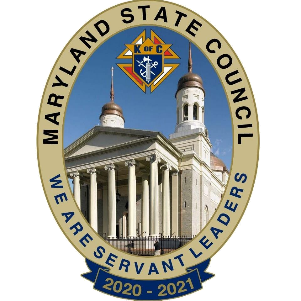 MARYLAND STATE COUNCIL
K OF C
WE ARE SERVANT LEADERS
2020 - 2021